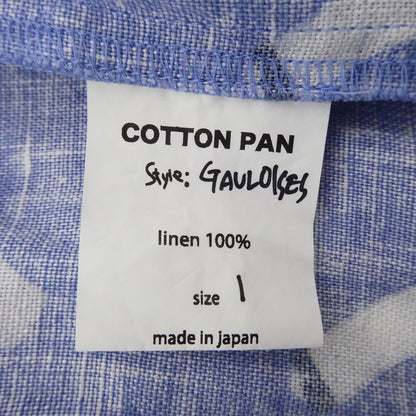 COTTON PAN
Style: GAULOISES
linen 100%
size 1
made in japan